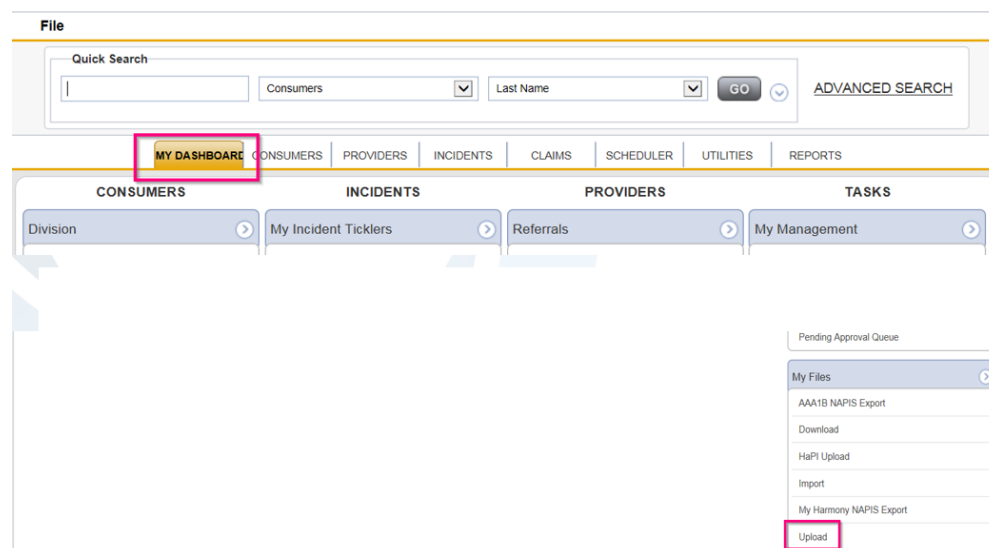 File
Quick Search
Consumers Last Name GO ADVANCED SEARCH
MY DASHBOARD CONSUMERS PROVIDERS INCIDENTS CLAIMS SCHEDULER UTILITIES REPORTS
CONSUMERS INCIDENTS PROVIDERS TASKS
Division My Incident Ticklers Referrals My Management
Pending Approval Queue
My Files
AAA1B NAPIS Export
Download
HaPI Upload
Import
My Harmony NAPIS Export
Upload